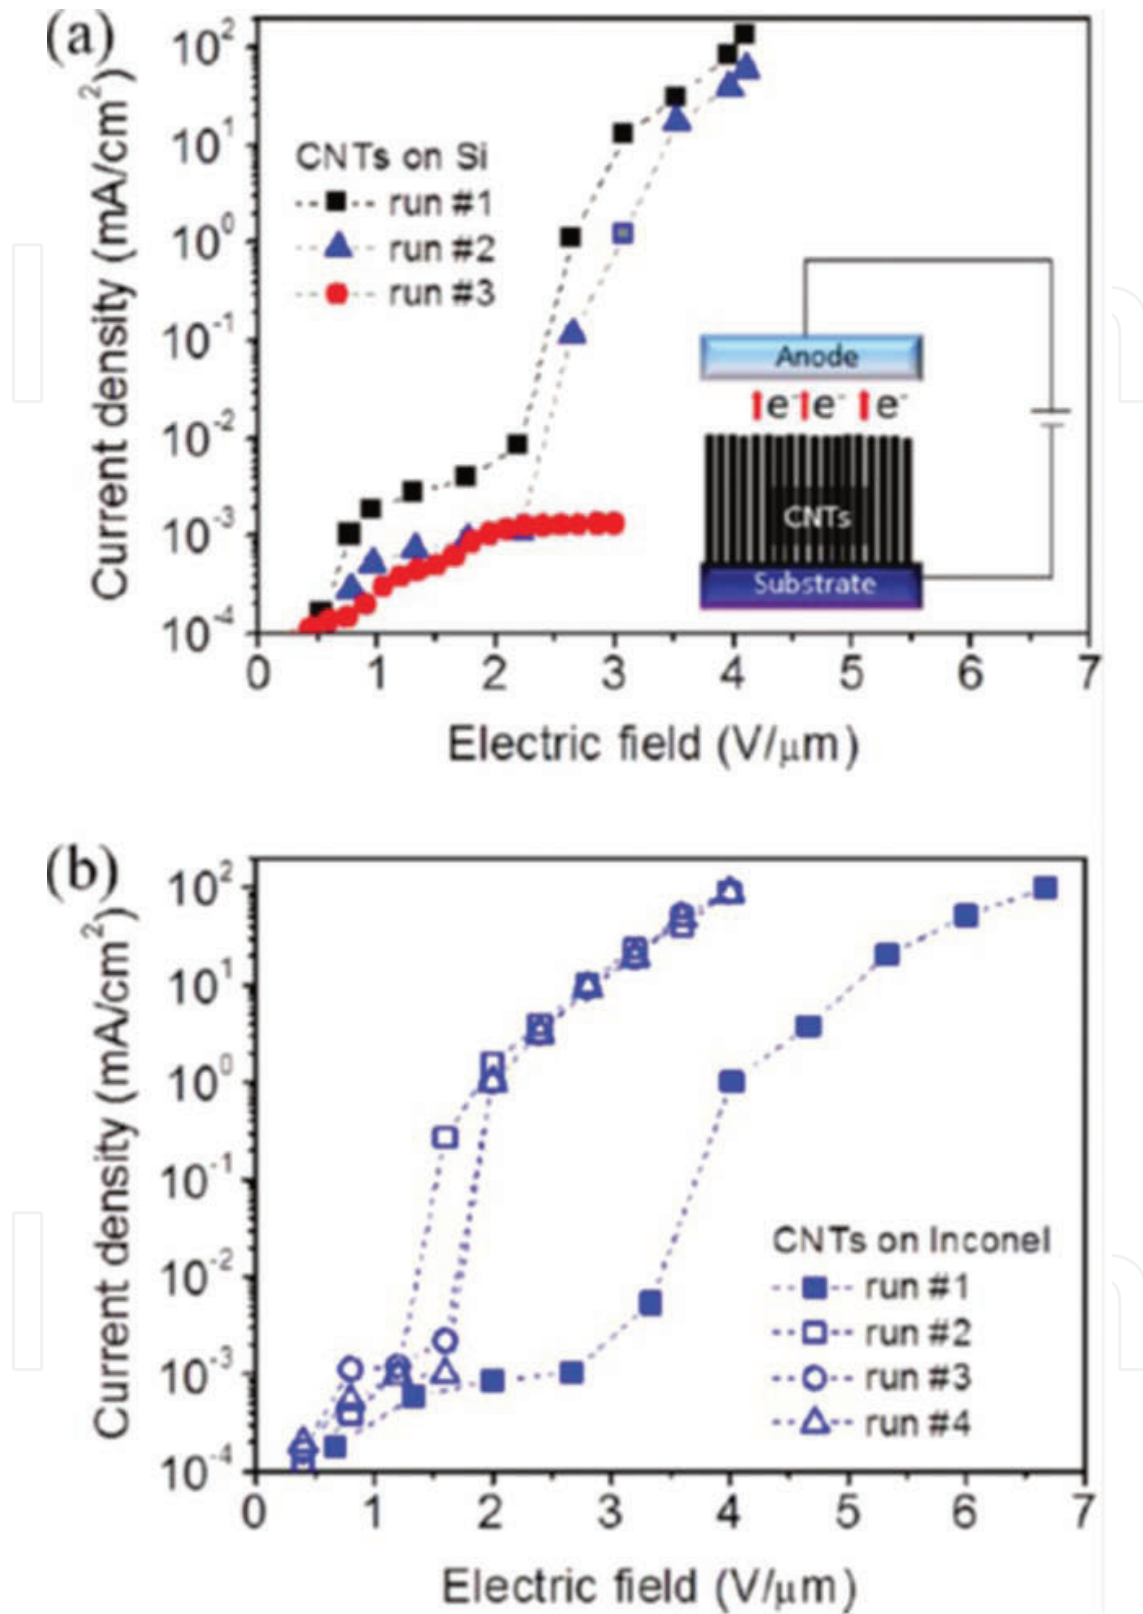 (a)
Current density (mA/cm²)
10²
10¹
10⁰
10⁻¹
10⁻²
10⁻³
10⁻⁴
CNTs on Si
run #1
run #2
run #3
Anode
e⁻ e⁻ e⁻
CNTs
Substrate
0 1 2 3 4 5 6 7
Electric field (V/μm)
(b)
Current density (mA/cm²)
10²
10¹
10⁰
10⁻¹
10⁻²
10⁻³
10⁻⁴
CNTs on Inconel
run #1
run #2
run #3
run #4
0 1 2 3 4 5 6 7
Electric field (V/μm)